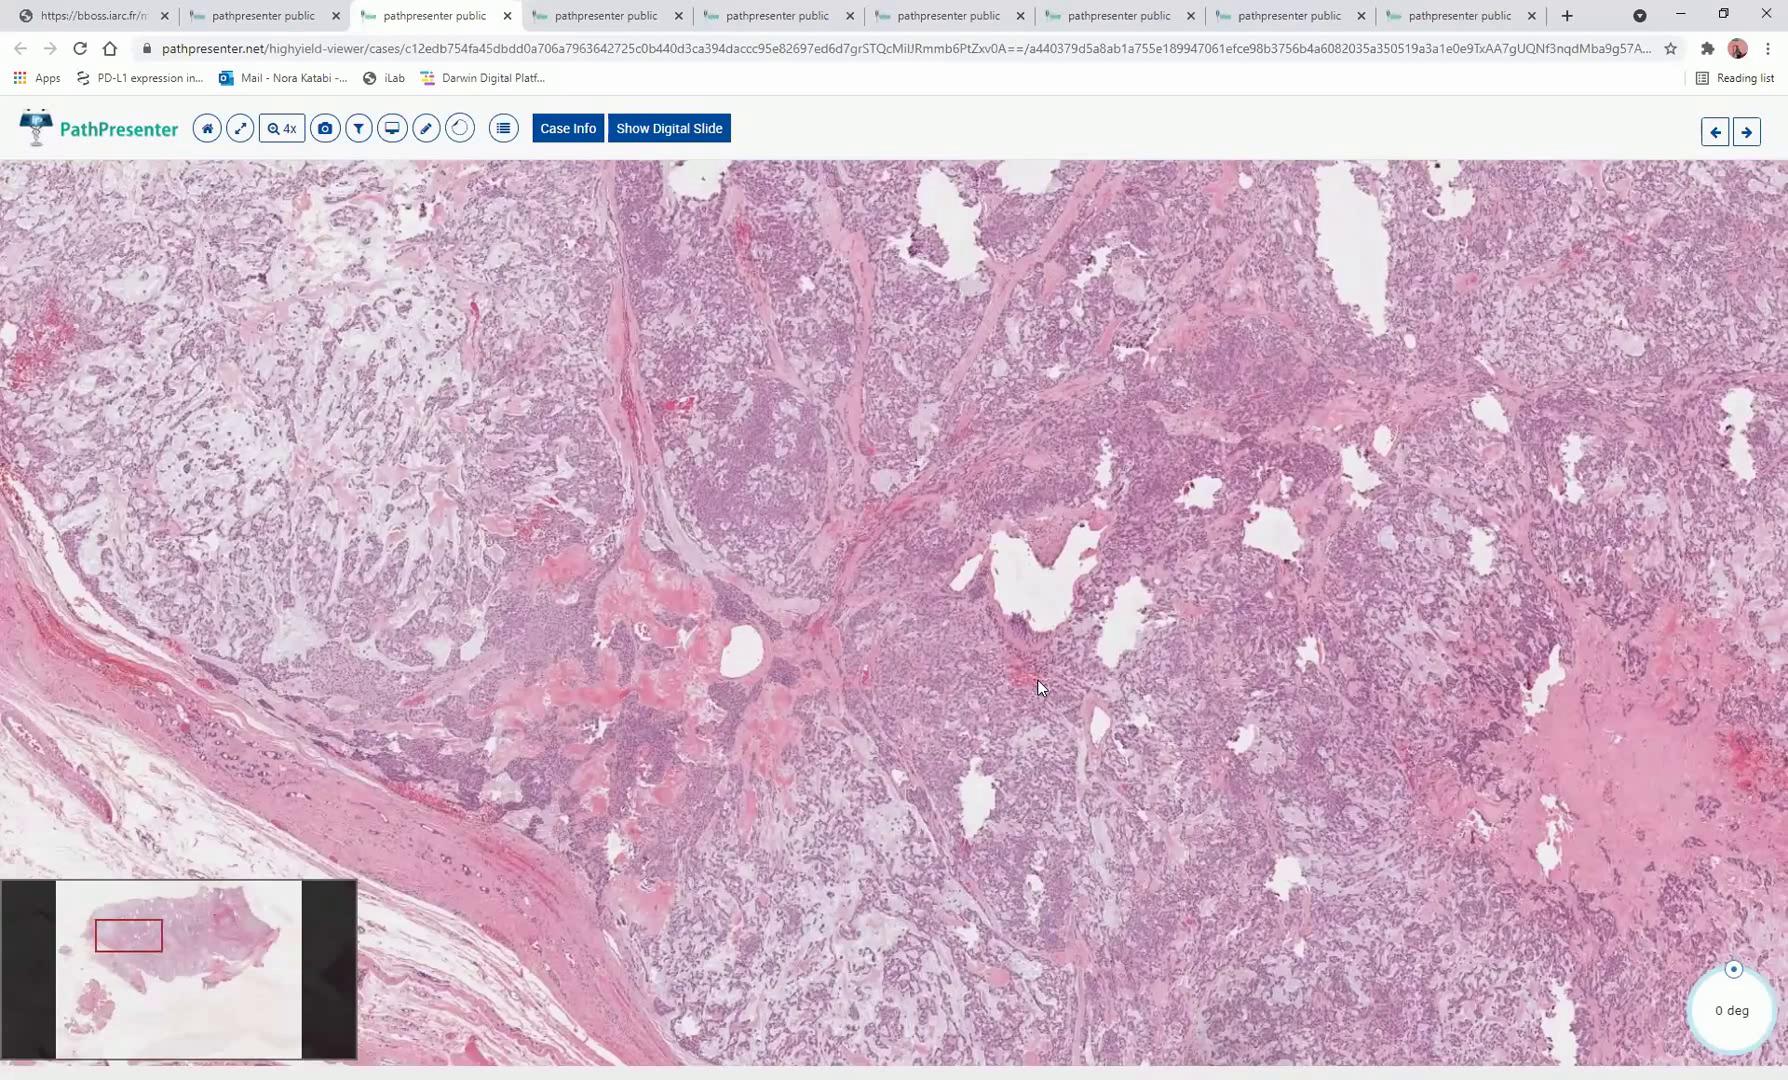 https://bboss.iarc.fr/m
pathpresenter public
pathpresenter public
pathpresenter public
pathpresenter public
pathpresenter public
pathpresenter public
pathpresenter public
pathpresenter public
pathpresenter.net/highyield-viewer/cases/c12edb754fa45dbdd0a706a7963642725c0b440d3ca394daccc95e82697ed6d7grSTQcMilJRmmb6PtZxv0A==/a440379d5a8ab1a755e189947061efce98b3756b4a6082035a350519a3a1e0e9TxAA7gUQNf3nqdMba9g57A...
Apps
PD-L1 expression in...
Mail - Nora Katabi -...
iLab
Darwin Digital Platf...
Reading list
PathPresenter
4x
Case Info
Show Digital Slide
0 deg